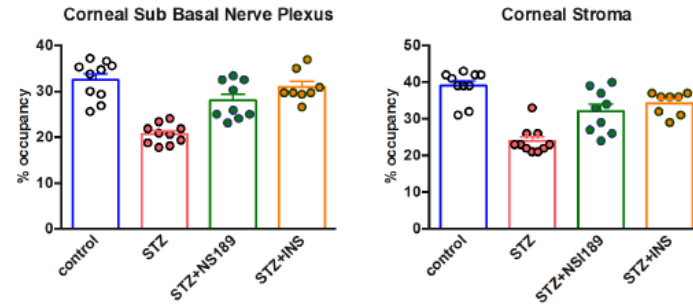 Corneal Sub Basal Nerve Plexus
% occupancy
40
30
20
10
0
control
STZ
STZ+NS189
STZ+INS
Corneal Stroma
% occupancy
50
40
30
20
10
0
control
STZ
STZ+NSI189
STZ+INS